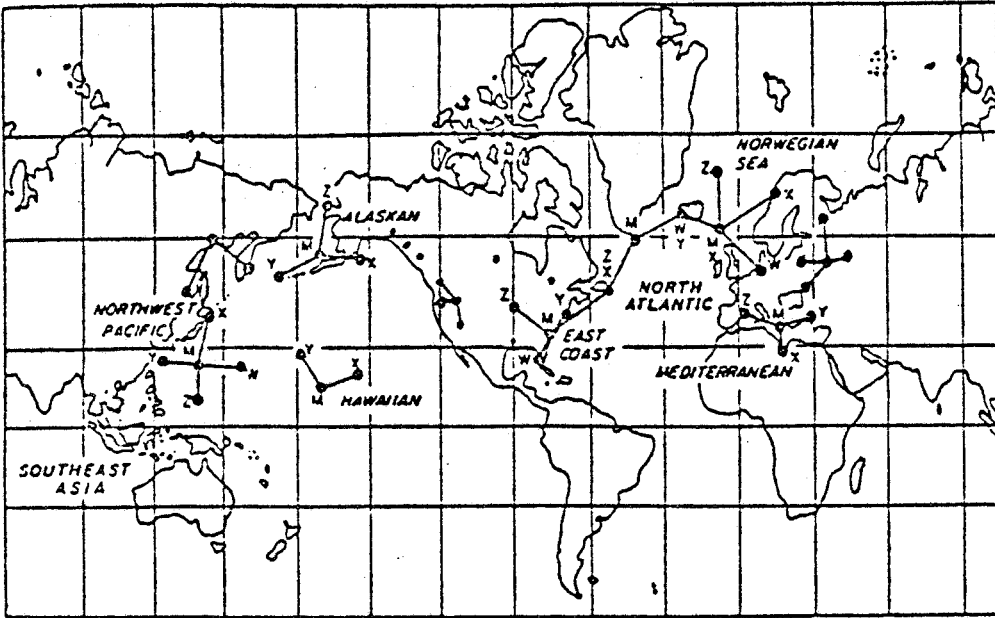 NORWEGIAN
SEA
Z
X
Z
ALASKAN
M
W
Y
M
X
W
M
Y
X
Z
X
NORTH
ATLANTIC
Z
Y
M
EAST
COAST
W
Z
M
Y
X
MEDITERRANEAN
NORTHWEST
PACIFIC
X
Y
M
Z
Y
X
M
HAWAIIAN
SOUTHEAST
ASIA